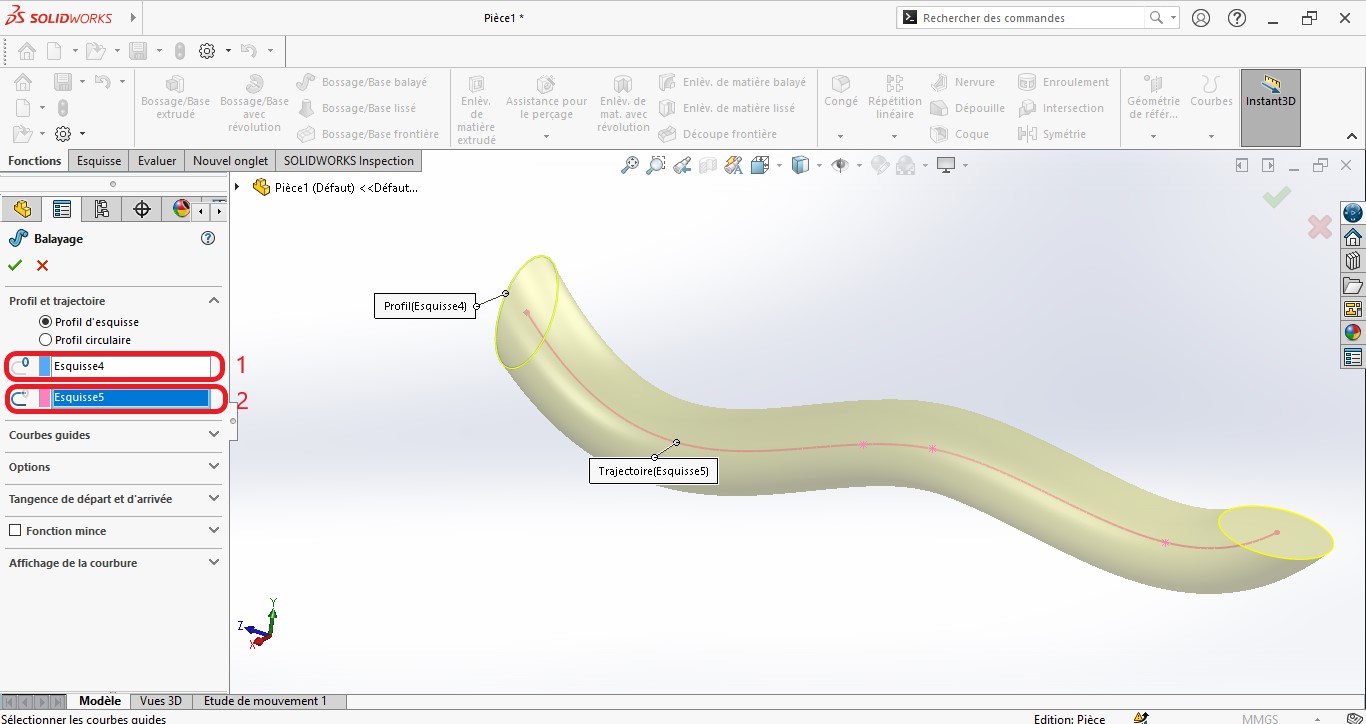 SOLIDWORKS
Pièce1 *
Rechercher des commandes
Bossage/Base extrudé
Bossage/Base avec révolution
Bossage/Base balayé
Bossage/Base lissé
Bossage/Base frontière
Enlèv. de matière extrudé
Assistance pour le perçage
Enlèv. de mat. avec révolution
Enlèv. de matière balayé
Enlèv. de matière lissé
Découpe frontière
Congé
Répétition linéaire
Nervure
Dépouille
Coque
Enroulement
Intersection
Symétrie
Géométrie de référ...
Courbes
Instant3D
Fonctions
Esquisse
Evaluer
Nouvel onglet
SOLIDWORKS Inspection
Pièce1 (Défaut) <<Défaut...
Balayage
Profil et trajectoire
Profil d'esquisse
Profil circulaire
Esquisse4
1
Esquisse5
2
Courbes guides
Options
Tangence de départ et d'arrivée
Fonction mince
Affichage de la courbure
Profil(Esquisse4)
Trajectoire(Esquisse5)
Y
Z
X
Modèle
Vues 3D
Etude de mouvement 1
Sélectionner les courbes guides
Edition: Pièce
MMGS